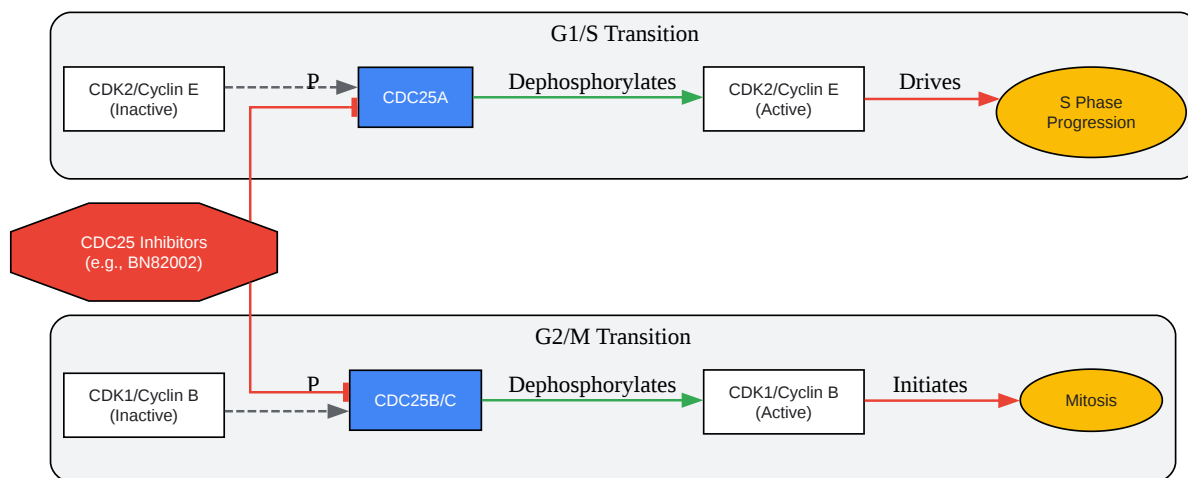 G1/S Transition
CDK2/Cyclin E
(Inactive)
P
CDC25A
Dephosphorylates
CDK2/Cyclin E
(Active)
Drives
S Phase
Progression
CDC25 Inhibitors
(e.g., BN82002)
G2/M Transition
CDK1/Cyclin B
(Inactive)
P
CDC25B/C
Dephosphorylates
CDK1/Cyclin B
(Active)
Initiates
Mitosis